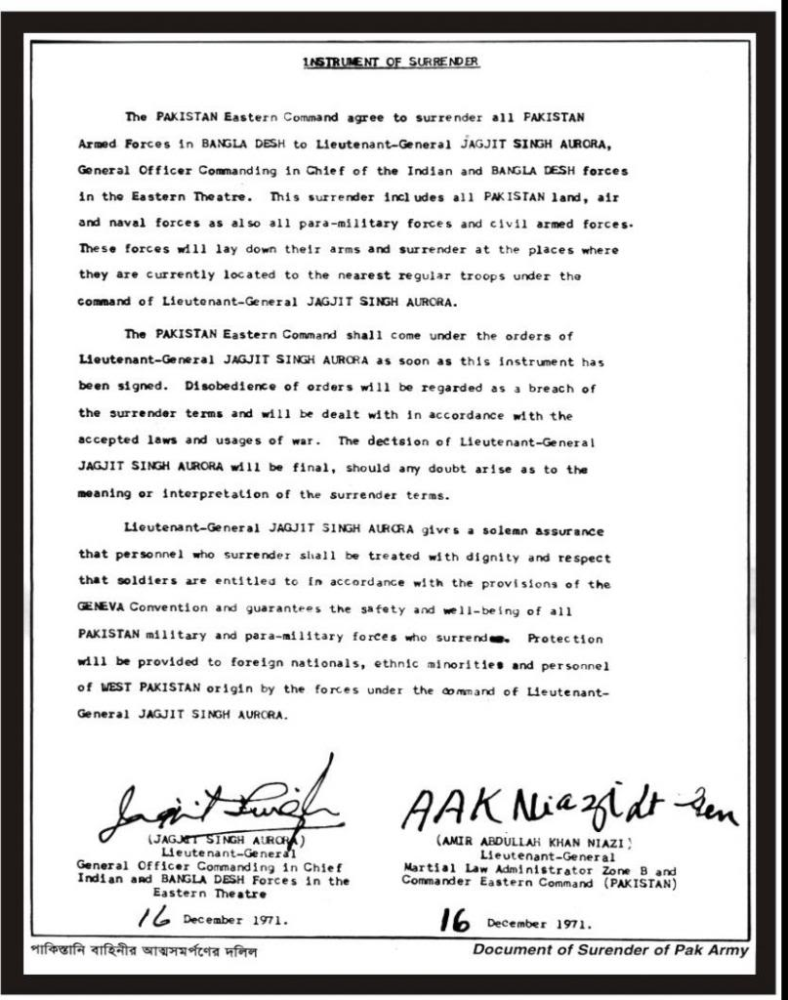 INSTRUMENT OF SURRENDER
The PAKISTAN Eastern Command agree to surrender all PAKISTAN
Armed Forces in BANGLA DESH to Lieutenant-General JAGJIT SINGH AURORA,
General Officer Commanding in Chief of the Indian and BANGLA DESH forces
in the Eastern Theatre. This surrender includes all PAKISTAN land, air
and naval forces as also all para-military forces and civil armed forces.
These forces will lay down their arms and surrender at the places where
they are currently located to the nearest regular troops under the
command of Lieutenant-General JAGJIT SINGH AURORA.
The PAKISTAN Eastern Command shall come under the orders of
Lieutenant-General JAGJIT SINGH AURORA as soon as this instrument has
been signed. Disobedience of orders will be regarded as a breach of
the surrender terms and will be dealt with in accordance with the
accepted laws and usages of war. The decision of Lieutenant-General
JAGJIT SINGH AURORA will be final, should any doubt arise as to the
meaning or interpretation of the surrender terms.
Lieutenant-General JAGJIT SINGH AURORA gives a solemn assurance
that personnel who surrender shall be treated with dignity and respect
that soldiers are entitled to in accordance with the provisions of the
GENEVA Convention and guarantees the safety and well-being of all
PAKISTAN military and para-military forces who surrender. Protection
will be provided to foreign nationals, ethnic minorities and personnel
of WEST PAKISTAN origin by the forces under the command of Lieutenant-
General JAGJIT SINGH AURORA.
Jagjit Singh
AAK Niazi Lt Gen
(JAGJIT SINGH AURORA)
Lieutenant-General
General Officer Commanding in Chief
Indian and BANGLA DESH Forces in the
Eastern Theatre
16 December 1971.
(AMIR ABDULLAH KHAN NIAZI)
Lieutenant-General
Martial Law Administrator Zone B and
Commander Eastern Command (PAKISTAN)
16 December 1971.
পাকিস্তানি বাহিনীর আত্মসমর্পণের দলিল
Document of Surender of Pak Army